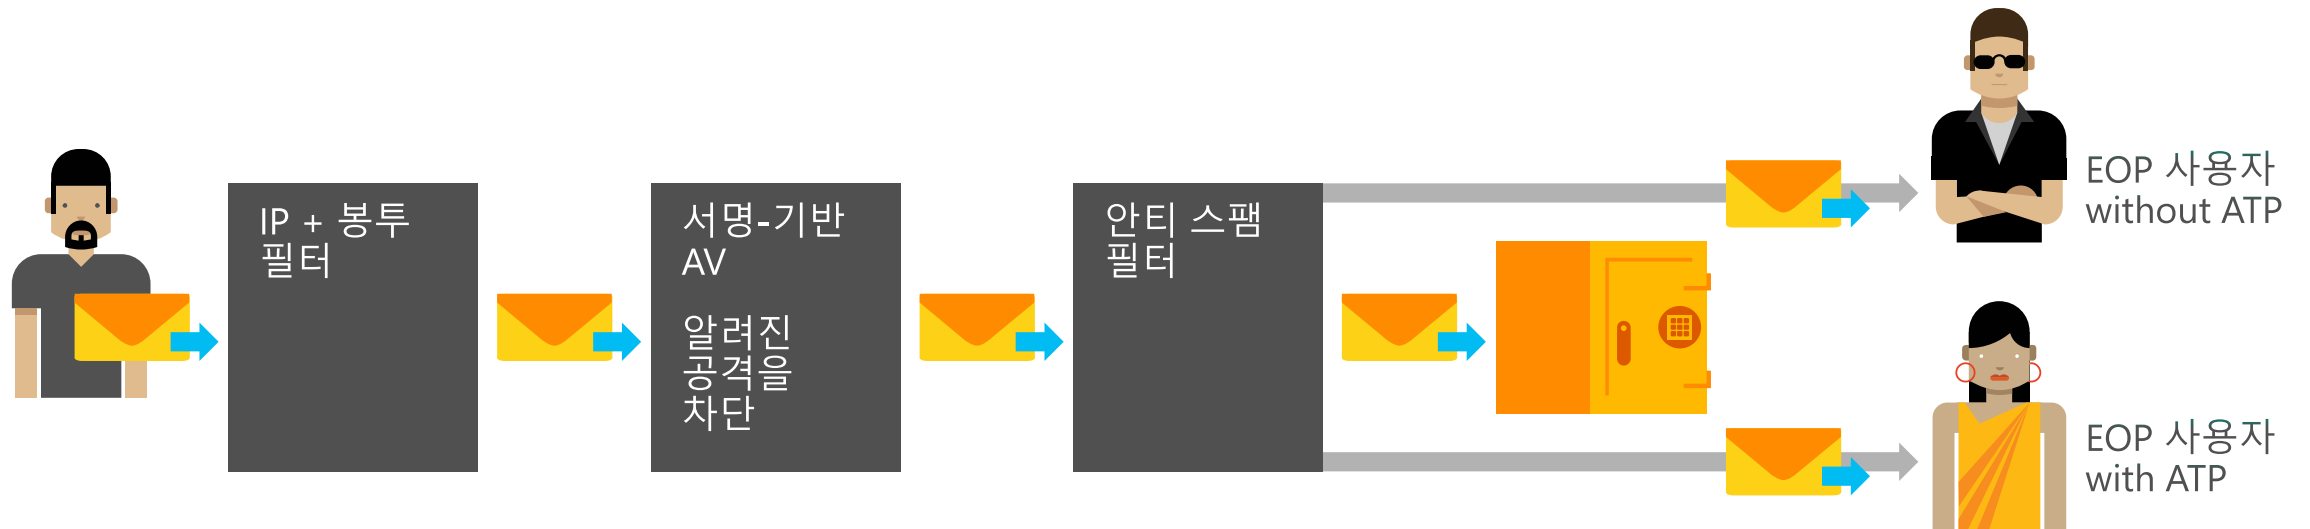 IP + 봉투
필터
서명-기반
AV
알려진
공격을
차단
안티 스팸
필터
EOP 사용자
without ATP
EOP 사용자
with ATP